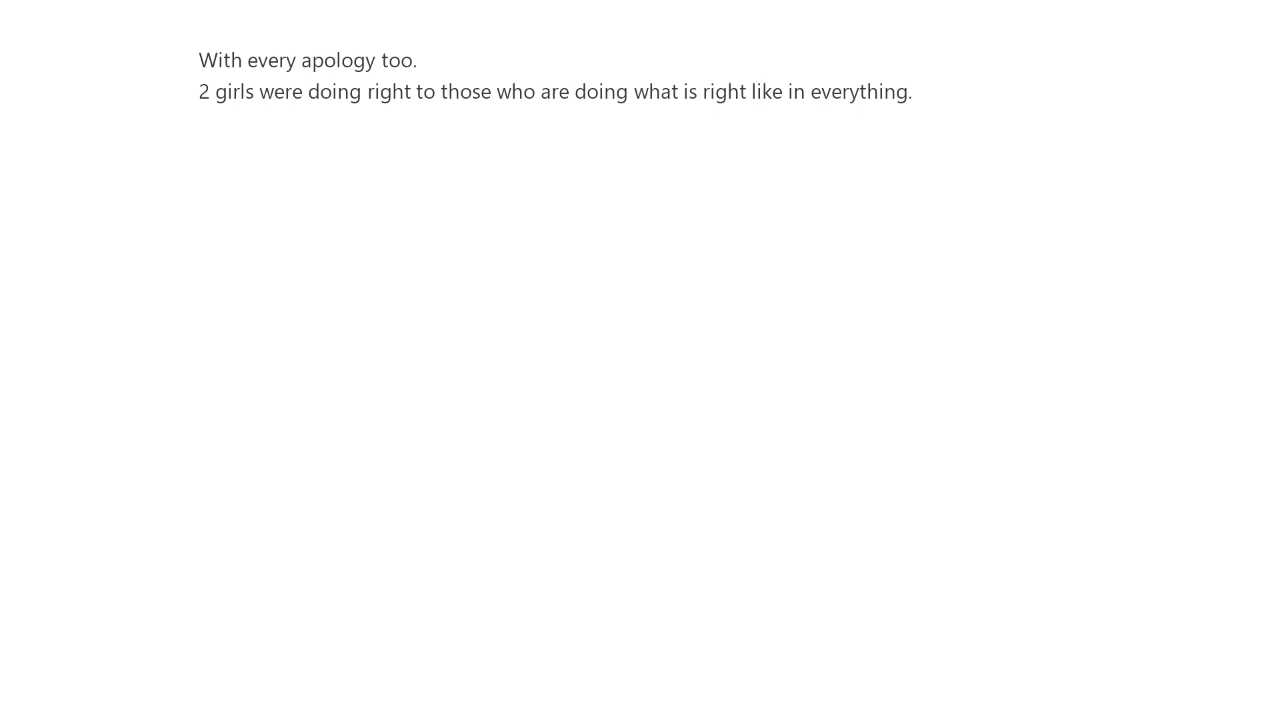 With every apology too.
2 girls were doing right to those who are doing what is right like in everything.